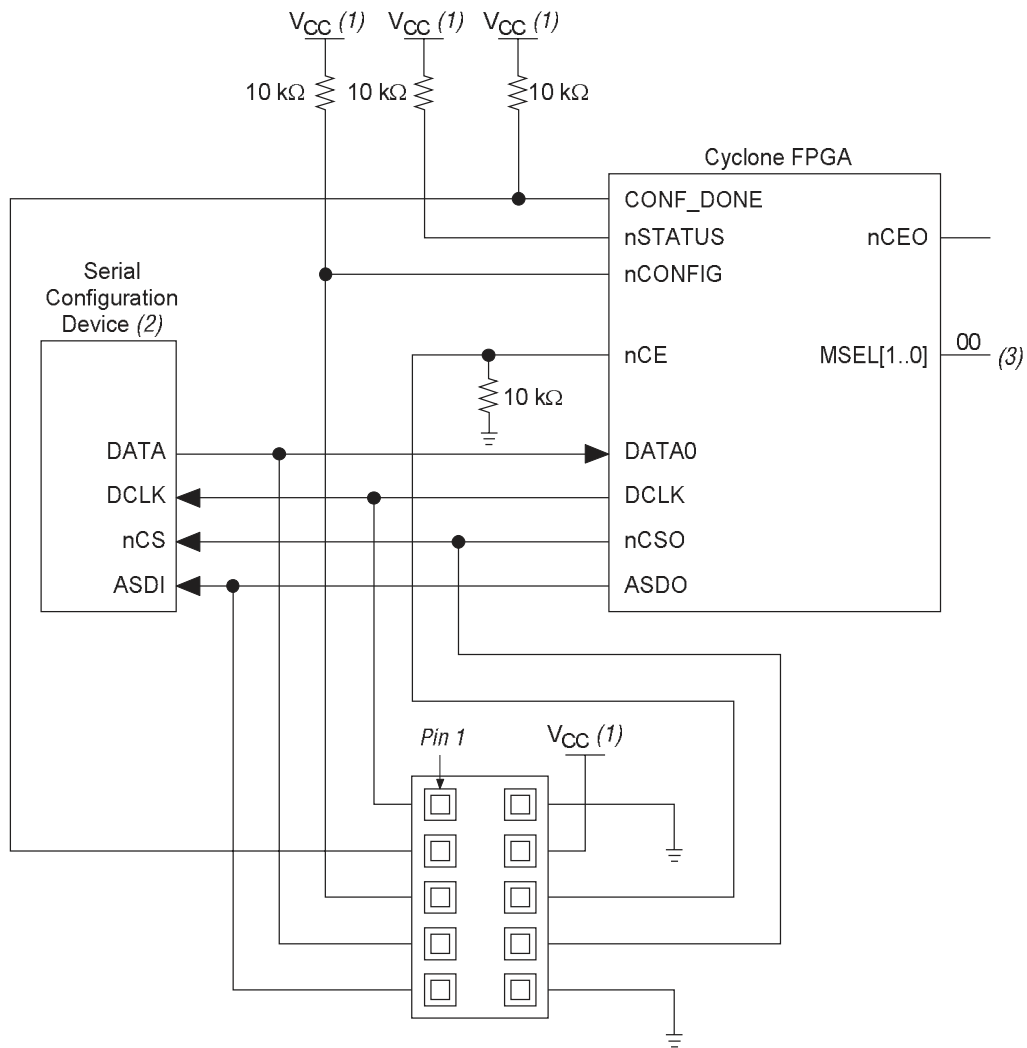 VCC (1) VCC (1) VCC (1)
10 kΩ 10 kΩ 10 kΩ
Cyclone FPGA
CONF_DONE
nSTATUS
nCEO
nCONFIG
nCE
MSEL[1..0]
00
(3)
10 kΩ
DATA0
DCLK
nCSO
ASDO
Serial
Configuration
Device (2)
DATA
DCLK
nCS
ASDI
Pin 1
VCC (1)